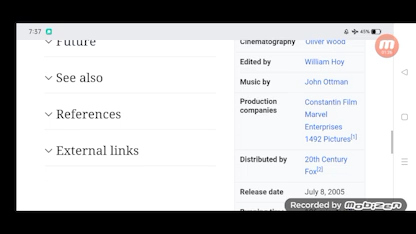 7:37
45%
Future
See also
References
External links
Cinematography Oliver Wood
Edited by William Hoy
Music by John Ottman
Production companies
Constantin Film
Marvel
Enterprises
1492 Pictures[1]
Distributed by 20th Century
Fox[2]
Release date July 8, 2005
Recorded by Mobizen